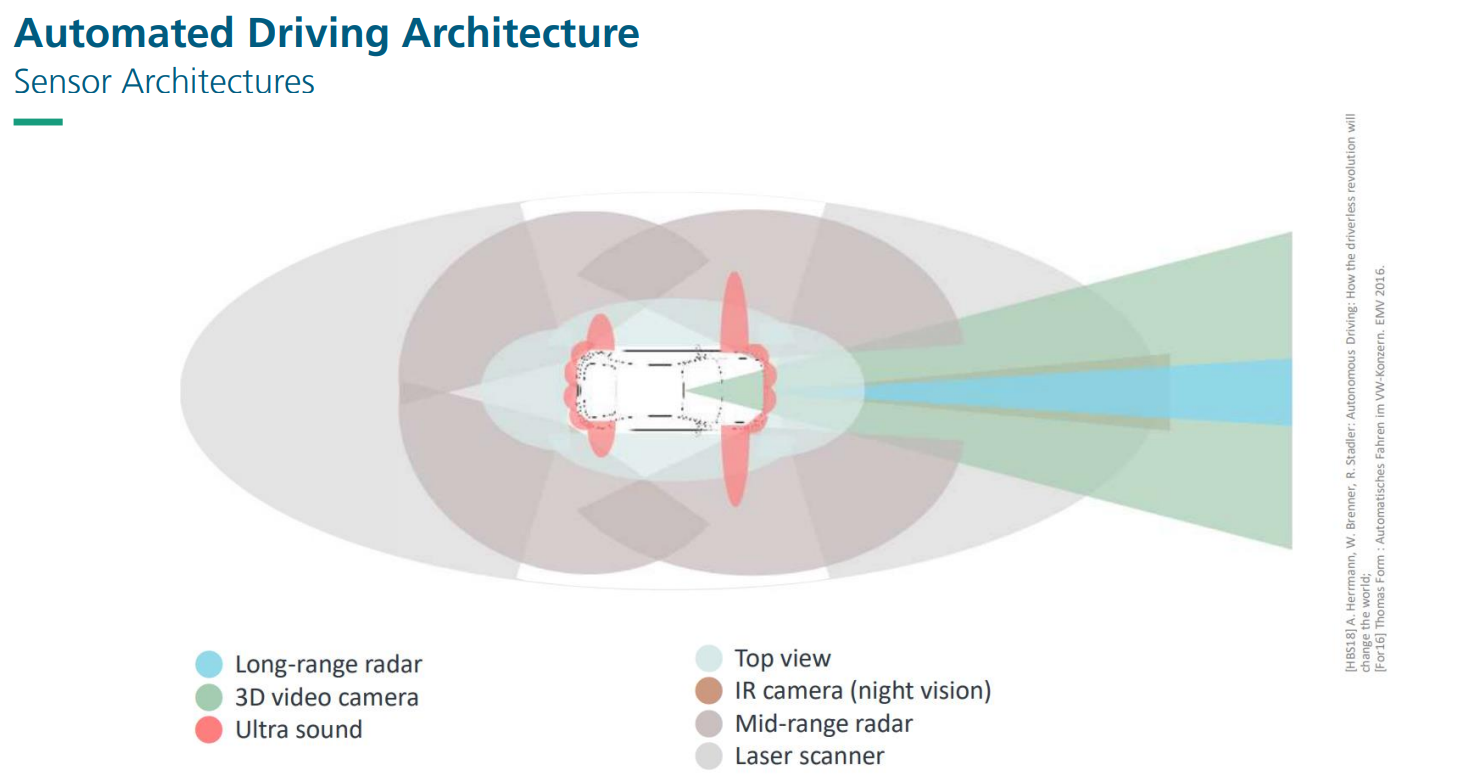 Automated Driving Architecture
Sensor Architectures
Long-range radar
3D video camera
Ultra sound
Top view
IR camera (night vision)
Mid-range radar
Laser scanner
[HBS18] A. Herrmann, W. Brenner, R. Stadler: Autonomous Driving: How the driverless revolution will
change the world;
[For16] Thomas Form : Automatisches Fahren im VW-Konzern. EMV 2016.